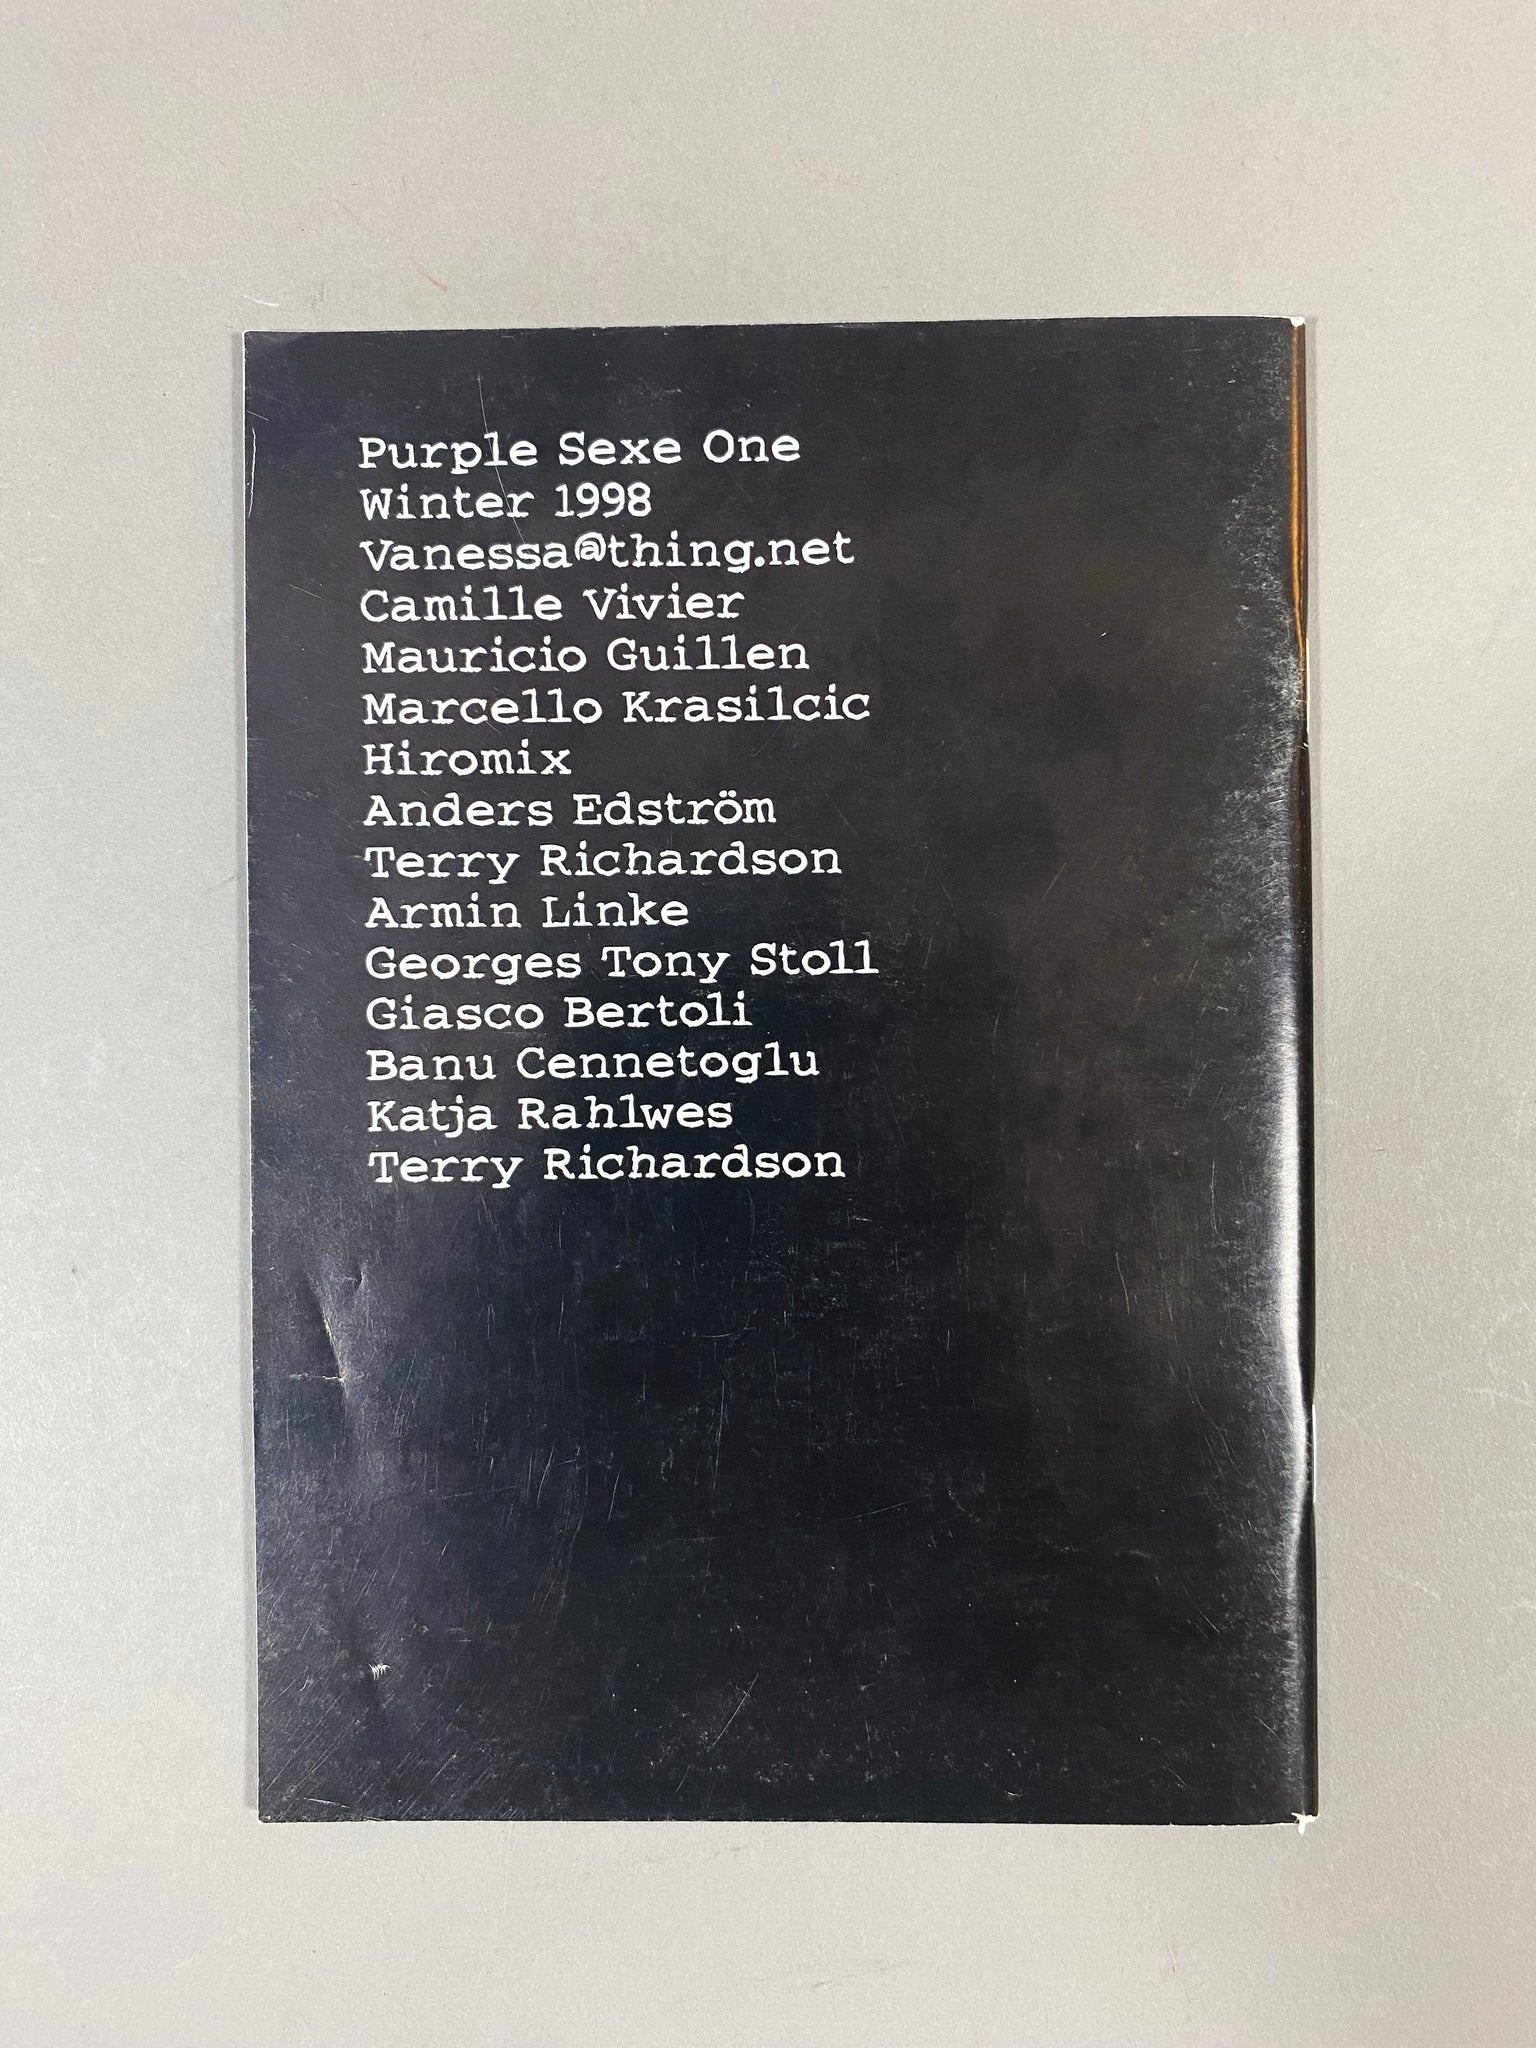 Purple Sexe One
Winter 1998
Vanessa@thing.net
Camille Vivier
Mauricio Guillen
Marcello Krasilcic
Hiromix
Anders Edström
Terry Richardson
Armin Linke
Georges Tony Stoll
Giasco Bertoli
Banu Cennetoglu
Katja Rahlwes
Terry Richardson